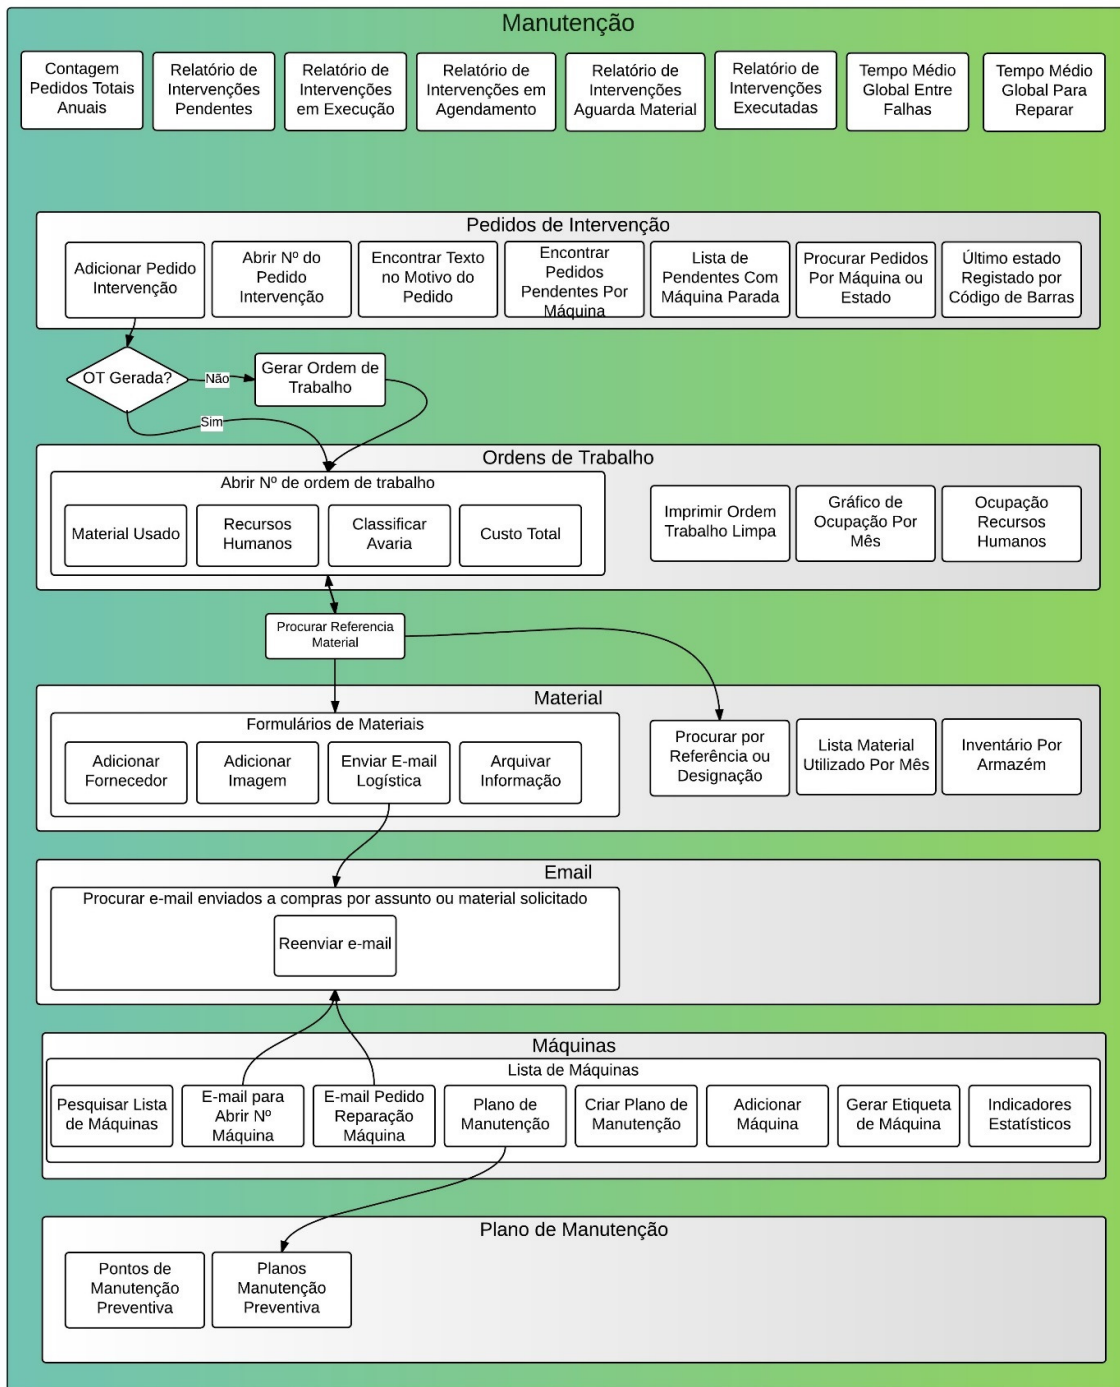 Manutenção
Contagem
Pedidos Totais
Anuais
Relatório de
Intervenções
Pendentes
Relatório de
Intervenções
em Execução
Relatório de
Intervenções em
Agendamento
Relatório de
Intervenções
Aguarda Material
Relatório de
Intervenções
Executadas
Tempo Médio
Global Entre
Falhas
Tempo Médio
Global Para
Reparar
Pedidos de Intervenção
Adicionar Pedido
Intervenção
Abrir Nº do
Pedido
Intervenção
Encontrar Texto
no Motivo do
Pedido
Encontrar
Pedidos
Pendentes Por
Máquina
Lista de
Pendentes Com
Máquina Parada
Procurar Pedidos
Por Máquina ou
Estado
Último estado
Registado por
Código de Barras
OT Gerada?
Não
Gerar Ordem de
Trabalho
Sim
Ordens de Trabalho
Abrir Nº de ordem de trabalho
Material Usado
Recursos
Humanos
Classificar
Avaria
Custo Total
Imprimir Ordem
Trabalho Limpa
Gráfico de
Ocupação Por
Mês
Ocupação
Recursos
Humanos
Procurar Referencia
Material
Material
Formulários de Materiais
Adicionar
Fornecedor
Adicionar
Imagem
Enviar E-mail
Logística
Arquivar
Informação
Procurar por
Referência ou
Designação
Lista Material
Utilizado Por Mês
Inventário Por
Armazém
Email
Procurar e-mail enviados a compras por assunto ou material solicitado
Reenviar e-mail
Máquinas
Lista de Máquinas
Pesquisar Lista
de Máquinas
E-mail para
Abrir Nº
Máquina
E-mail Pedido
Reparação
Máquina
Plano de
Manutenção
Criar Plano de
Manutenção
Adicionar
Máquina
Gerar Etiqueta
de Máquina
Indicadores
Estatísticos
Plano de Manutenção
Pontos de
Manutenção
Preventiva
Planos
Manutenção
Preventiva